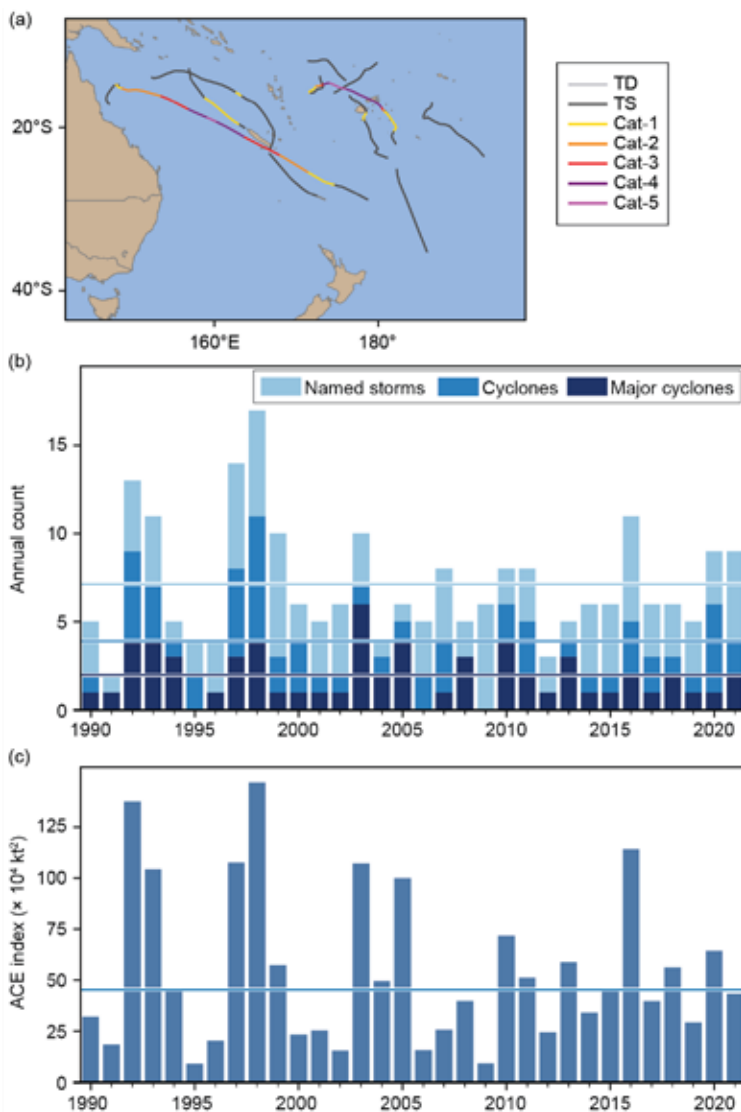 (a)
20°S
40°S
160°E
180°
TD
TS
Cat-1
Cat-2
Cat-3
Cat-4
Cat-5
(b)
Named storms
Cyclones
Major cyclones
Annual count
15
10
5
0
1990
1995
2000
2005
2010
2015
2020
(c)
ACE index (× 10⁴ kt²)
125
100
75
50
25
0
1990
1995
2000
2005
2010
2015
2020